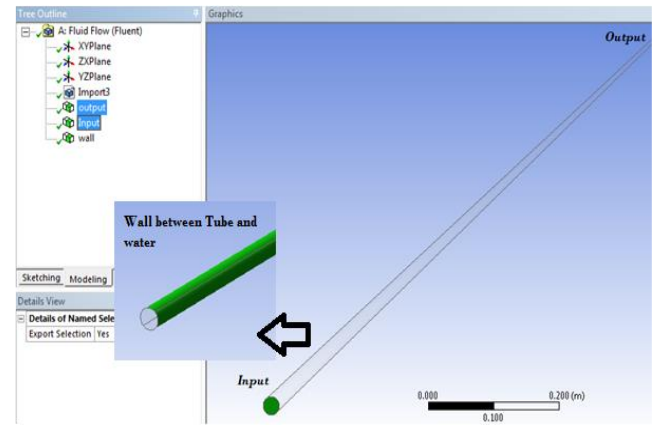 Tree Outline
Graphics
A: Fluid Flow (Fluent)
XYPlane
ZXPlane
YZPlane
Import3
output
Input
wall
Output
Wall between Tube and
water
Sketching Modeling
Details View
Details of Named Sele
Export Selection Yes
Input
0.000 0.200 (m)
0.100